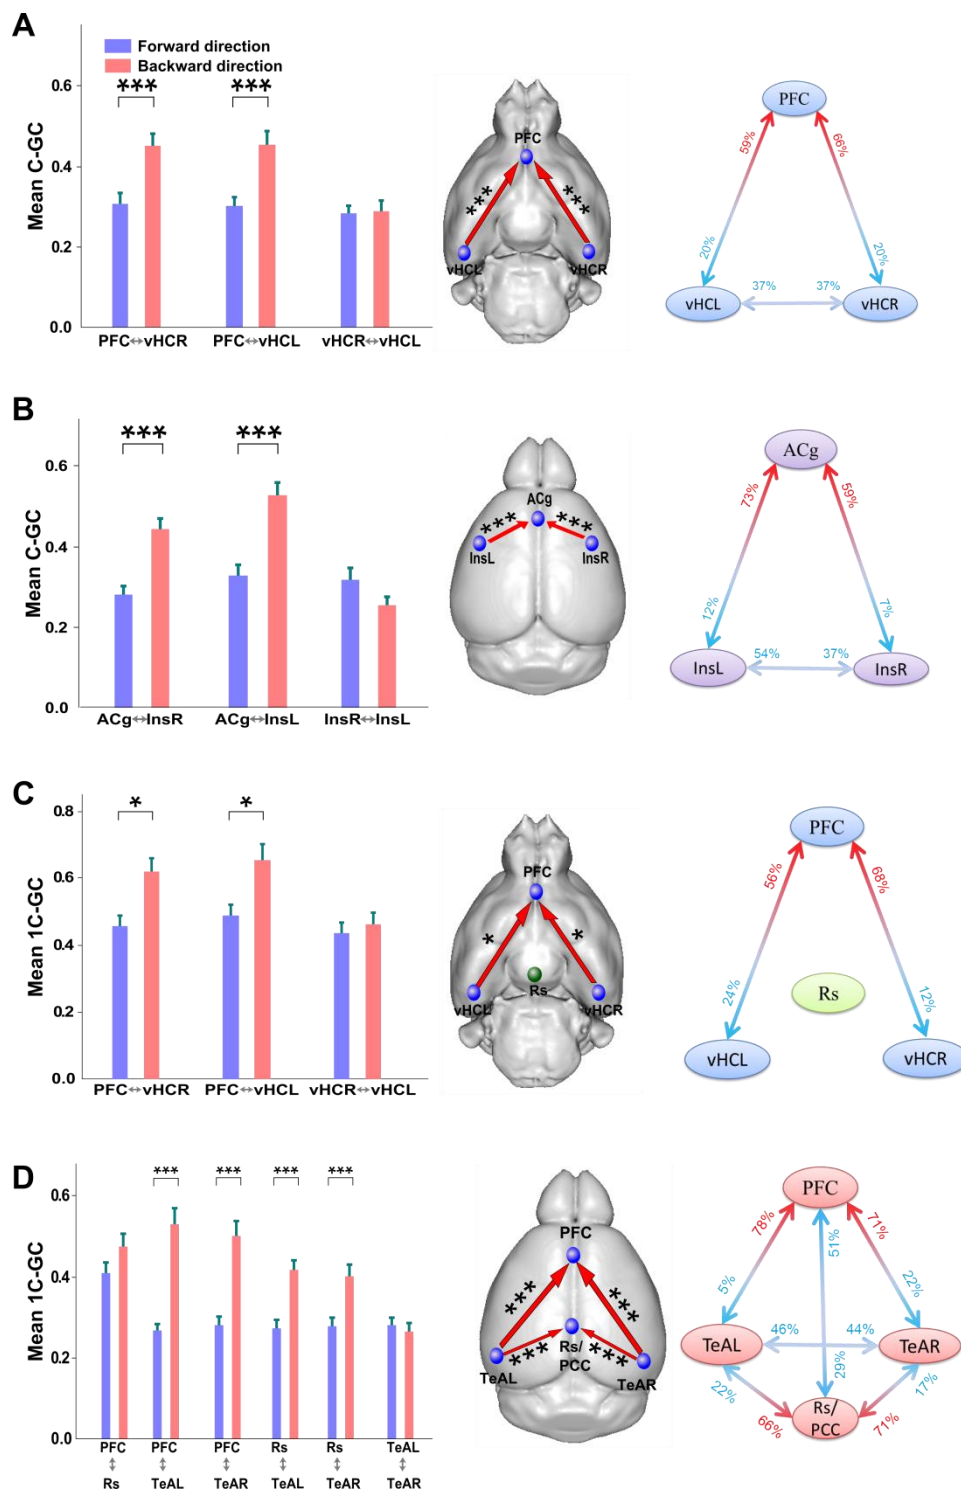 A
Forward direction
Backward direction
***
***
Mean C-GC
0.6
0.4
0.2
0.0
PFC↔vHCR
PFC↔vHCL
vHCR↔vHCL
PFC
***
***
vHCL
vHCR
PFC
59%
66%
20%
20%
37%
37%
vHCL
vHCR
B
***
***
Mean C-GC
0.6
0.4
0.2
0.0
ACg↔InsR
ACg↔InsL
InsR↔InsL
ACg
***
***
InsL
InsR
ACg
73%
59%
12%
7%
54%
37%
InsL
InsR
C
*
*
Mean 1C-GC
0.8
0.6
0.4
0.2
0.0
PFC↔vHCR
PFC↔vHCL
vHCR↔vHCL
PFC
*
*
Rs
vHCL
vHCR
PFC
56%
68%
Rs
24%
12%
vHCL
vHCR
D
***
***
***
***
Mean 1C-GC
0.6
0.4
0.2
0.0
PFC PFC PFC Rs Rs TeAL
↕ ↕ ↕ ↕ ↕ ↕
Rs TeAL TeAR TeAL TeAR TeAR
PFC
***
***
Rs/
PCC
***
***
TeAL
TeAR
PFC
78%
71%
51%
5%
22%
46%
44%
TeAL
TeAR
29%
22%
17%
Rs/
PCC
66%
71%